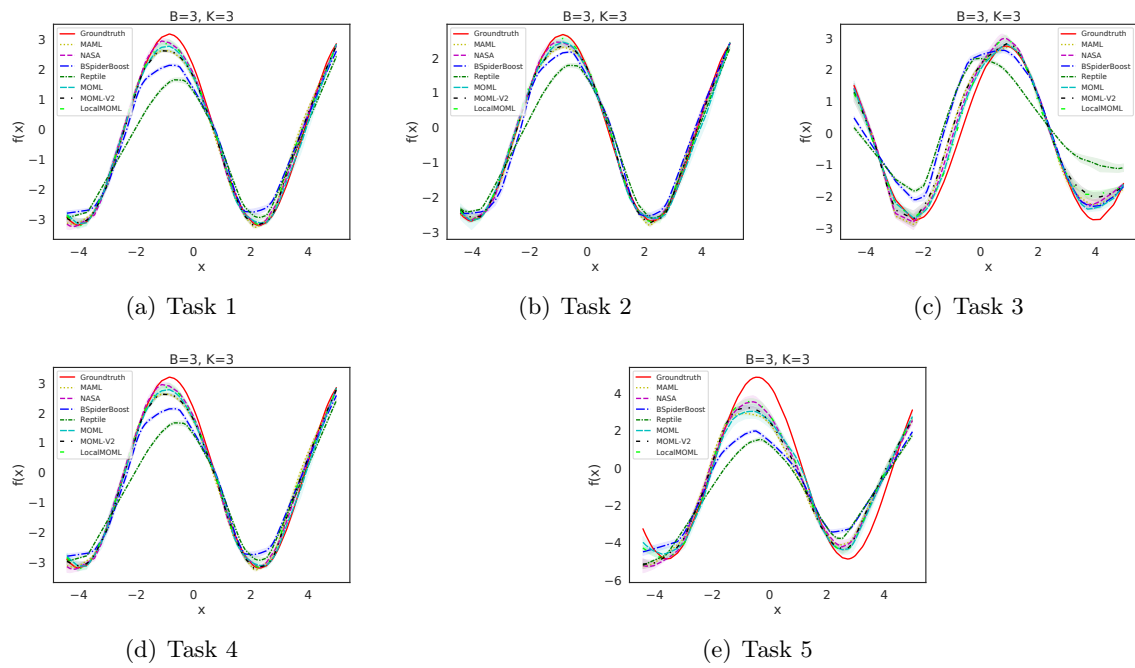 B=3, K=3
Groundtruth
MAML
NASA
BSpiderBoost
Reptile
MOML
MOML-V2
LocalMOML
f(x)
3
2
1
0
−1
−2
−3
−4 −2 0 2 4
x
(a) Task 1
B=3, K=3
Groundtruth
MAML
NASA
BSpiderBoost
Reptile
MOML
MOML-V2
LocalMOML
f(x)
2
1
0
−1
−2
−3
−4 −2 0 2 4
x
(b) Task 2
B=3, K=3
Groundtruth
MAML
NASA
BSpiderBoost
Reptile
MOML
MOML-V2
LocalMOML
f(x)
3
2
1
0
−1
−2
−3
−4 −2 0 2 4
x
(c) Task 3
B=3, K=3
Groundtruth
MAML
NASA
BSpiderBoost
Reptile
MOML
MOML-V2
LocalMOML
f(x)
3
2
1
0
−1
−2
−3
−4 −2 0 2 4
x
(d) Task 4
B=3, K=3
Groundtruth
MAML
NASA
BSpiderBoost
Reptile
MOML
MOML-V2
LocalMOML
f(x)
4
2
0
−2
−4
−6
−4 −2 0 2 4
x
(e) Task 5